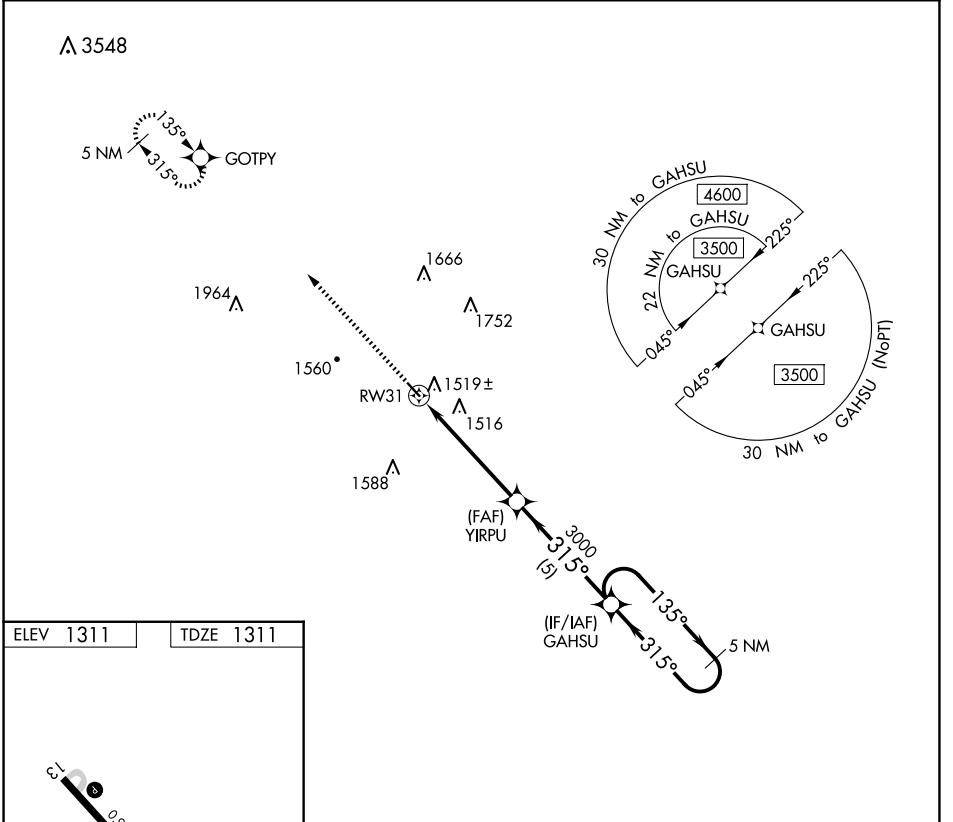 3548
135°
5 NM
315°
GOTPY
30 NM to GAHSU
4600
22 NM to GAHSU
3500
GAHSU
225°
045°
225°
GAHSU
045°
3500
30 NM to GAHSU (NoPT)
1666
1964
1752
1560
RW31
1519±
1516
1588
(FAF)
YIRPU
3000
315°
(5)
(IF/IAF)
GAHSU
135°
315°
5 NM
ELEV 1311
TDZE 1311
13
P